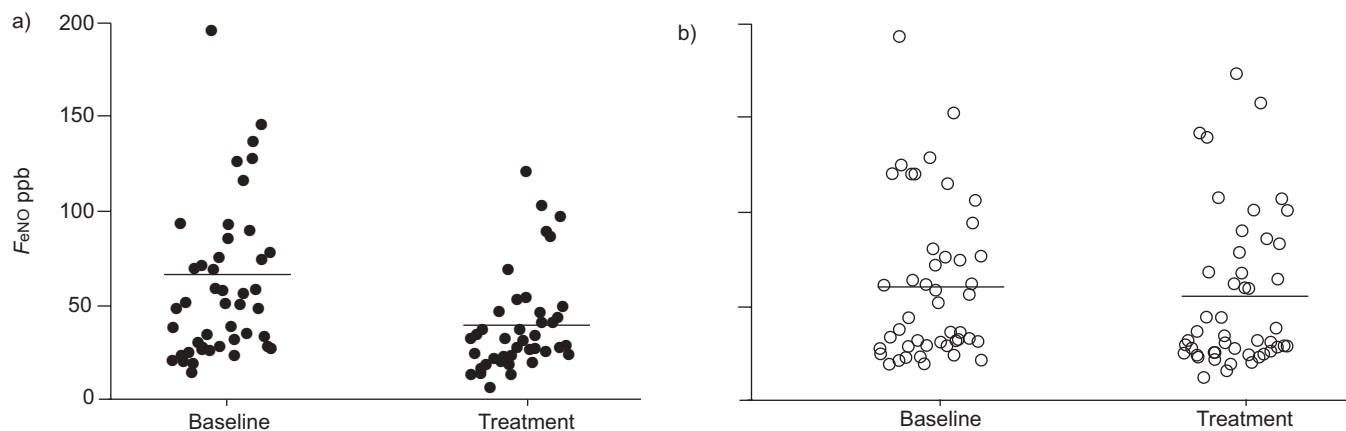 a)
200
150
100
50
0
FeNO ppb
Baseline
Treatment
b)
Baseline
Treatment